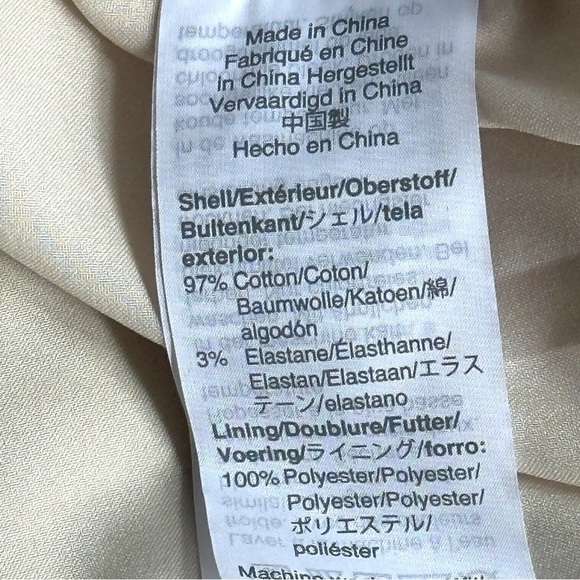 Made in China
Fabriqué en Chine
in China Hergestellt
Vervaardigd in China
中国製
Hecho en China
Shell/Extérieur/Oberstoff/
Buitenkant/シェル/tela
exterior:
97% Cotton/Coton/
Baumwolle/Katoen/綿/
algodón
3% Elastane/Élasthanne/
Elastan/Elastaan/エラス
テーン/elastano
Lining/Doublure/Futter/
Voering/ライニング/forro:
100% Polyester/Polyester/
Polyester/Polyester/
ポリエステル/
poliéster
Machine